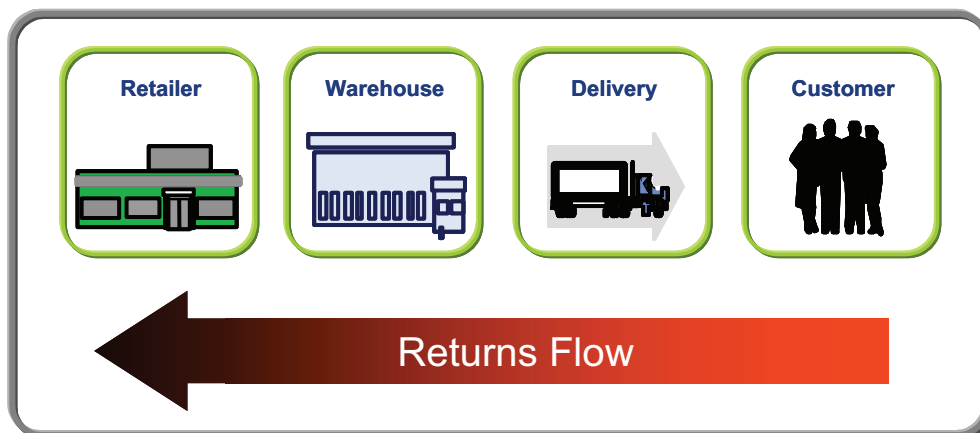 Retailer
Warehouse
Delivery
Customer
Returns Flow